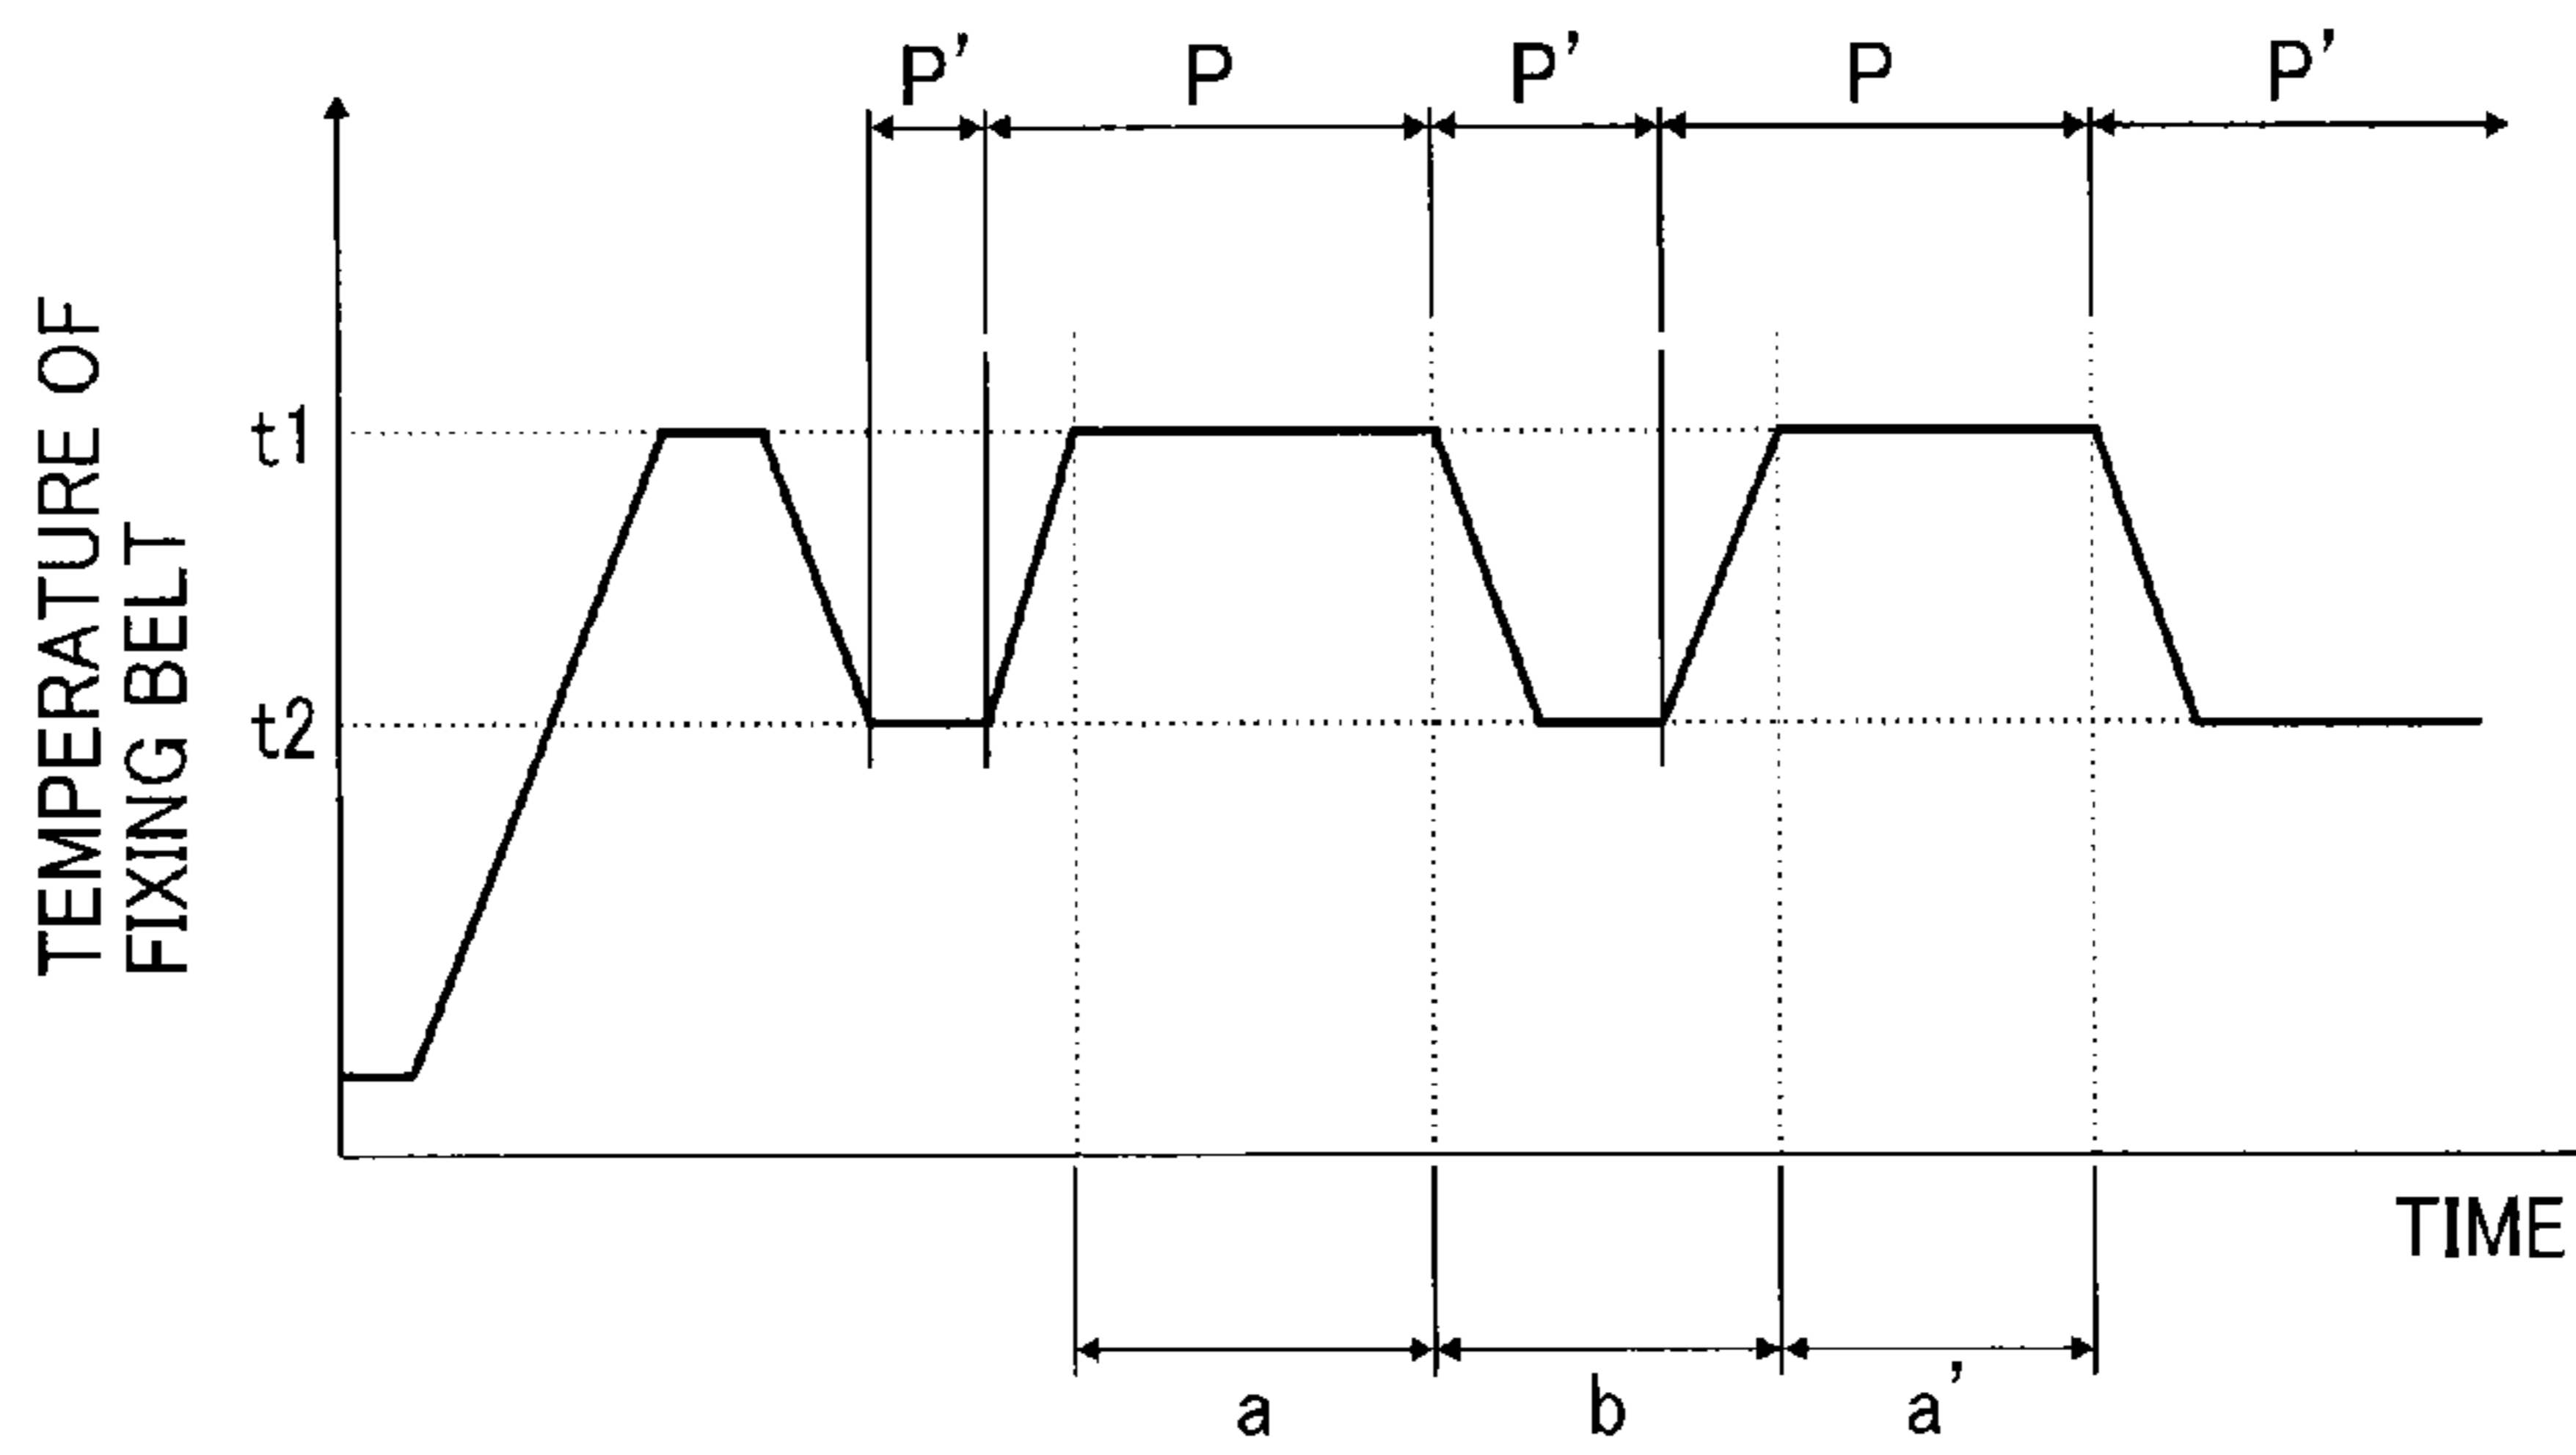 P’ P P’ P P’
TEMPERATURE OF
FIXING BELT
t1
t2
TIME
a b a’